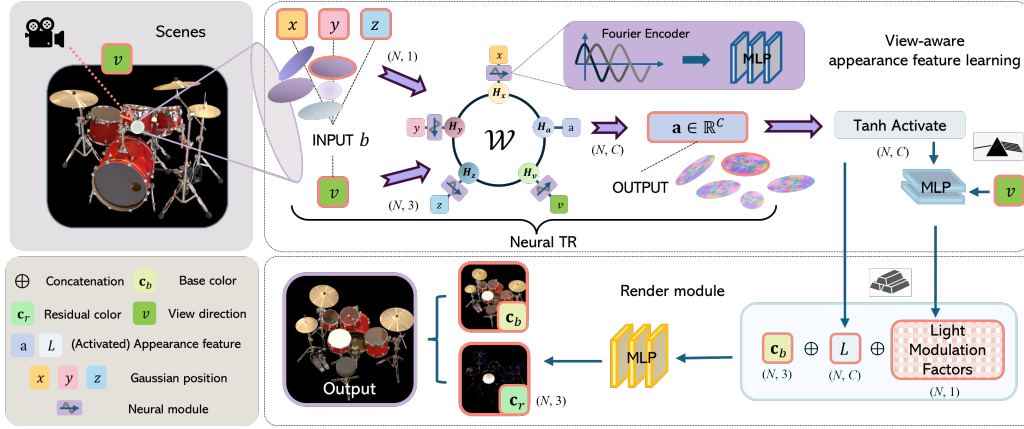 Scenes
v
x y z
INPUT b
v
(N, 1)
(N, 3)
x
H_x
y H_y
W
H_a a
H_z
H_v
z
v
Neural TR
Fourier Encoder
MLP
View-aware
appearance feature learning
a ∈ ℝ^C
(N, C)
OUTPUT
Tanh Activate
(N, C)
MLP
v
⊕ Concatenation
c_b Base color
c_r Residual color
v View direction
a L (Activated) Appearance feature
x y z Gaussian position
Neural module
Output
c_b
c_r
(N, 3)
Render module
MLP
c_b ⊕ L ⊕
Light
Modulation
Factors
(N, 3)
(N, C)
(N, 1)